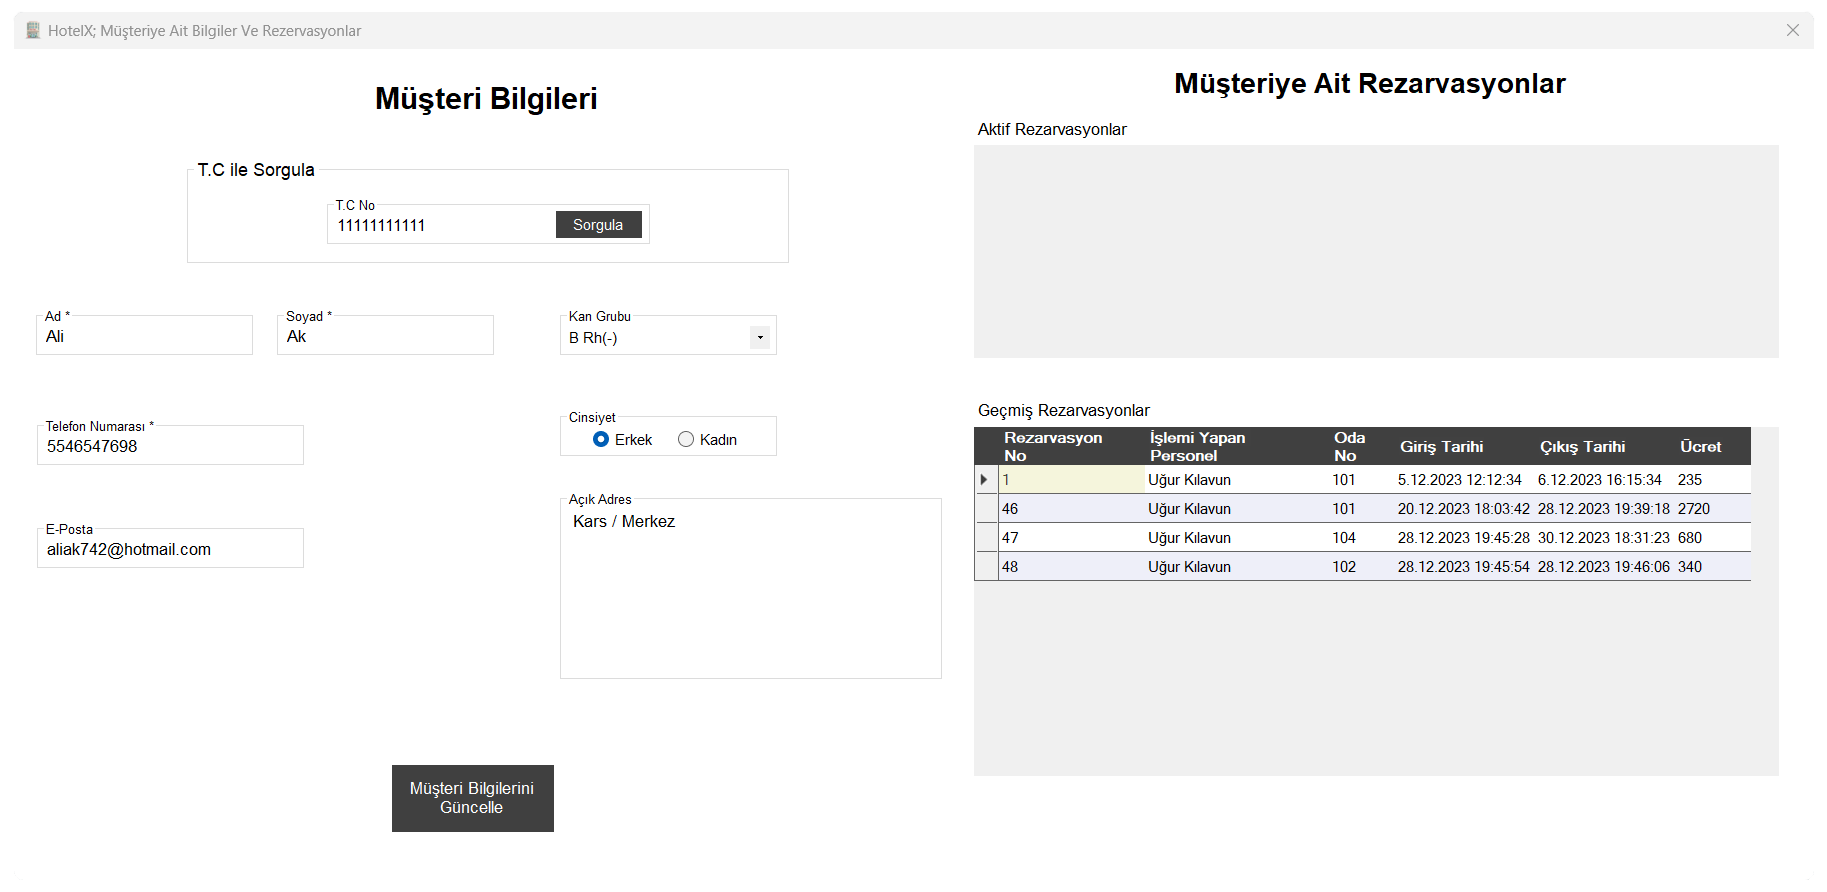 HotelX; Müşteriye Ait Bilgiler Ve Rezervasyonlar
Müşteri Bilgileri
T.C ile Sorgula
T.C No
11111111111
Sorgula
Ad *
Ali
Soyad *
Ak
Kan Grubu
B Rh(-)
Telefon Numarası *
5546547698
Cinsiyet
Erkek
Kadın
E-Posta
aliak742@hotmail.com
Açık Adres
Kars / Merkez
Müşteri Bilgilerini
Güncelle
Müşteriye Ait Rezarvasyonlar
Aktif Rezarvasyonlar
Geçmiş Rezarvasyonlar
Rezarvasyon No İşlemi Yapan Personel Oda No Giriş Tarihi Çıkış Tarihi Ücret
1 Uğur Kılavun 101 5.12.2023 12:12:34 6.12.2023 16:15:34 235
46 Uğur Kılavun 101 20.12.2023 18:03:42 28.12.2023 19:39:18 2720
47 Uğur Kılavun 104 28.12.2023 19:45:28 30.12.2023 18:31:23 680
48 Uğur Kılavun 102 28.12.2023 19:45:54 28.12.2023 19:46:06 340